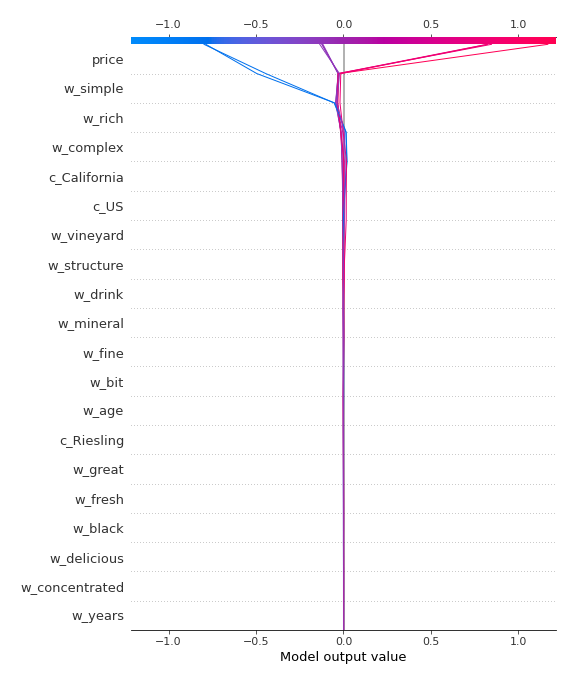 −1.0 −0.5 0.0 0.5 1.0
price
w_simple
w_rich
w_complex
c_California
c_US
w_vineyard
w_structure
w_drink
w_mineral
w_fine
w_bit
w_age
c_Riesling
w_great
w_fresh
w_black
w_delicious
w_concentrated
w_years
−1.0 −0.5 0.0 0.5 1.0
Model output value